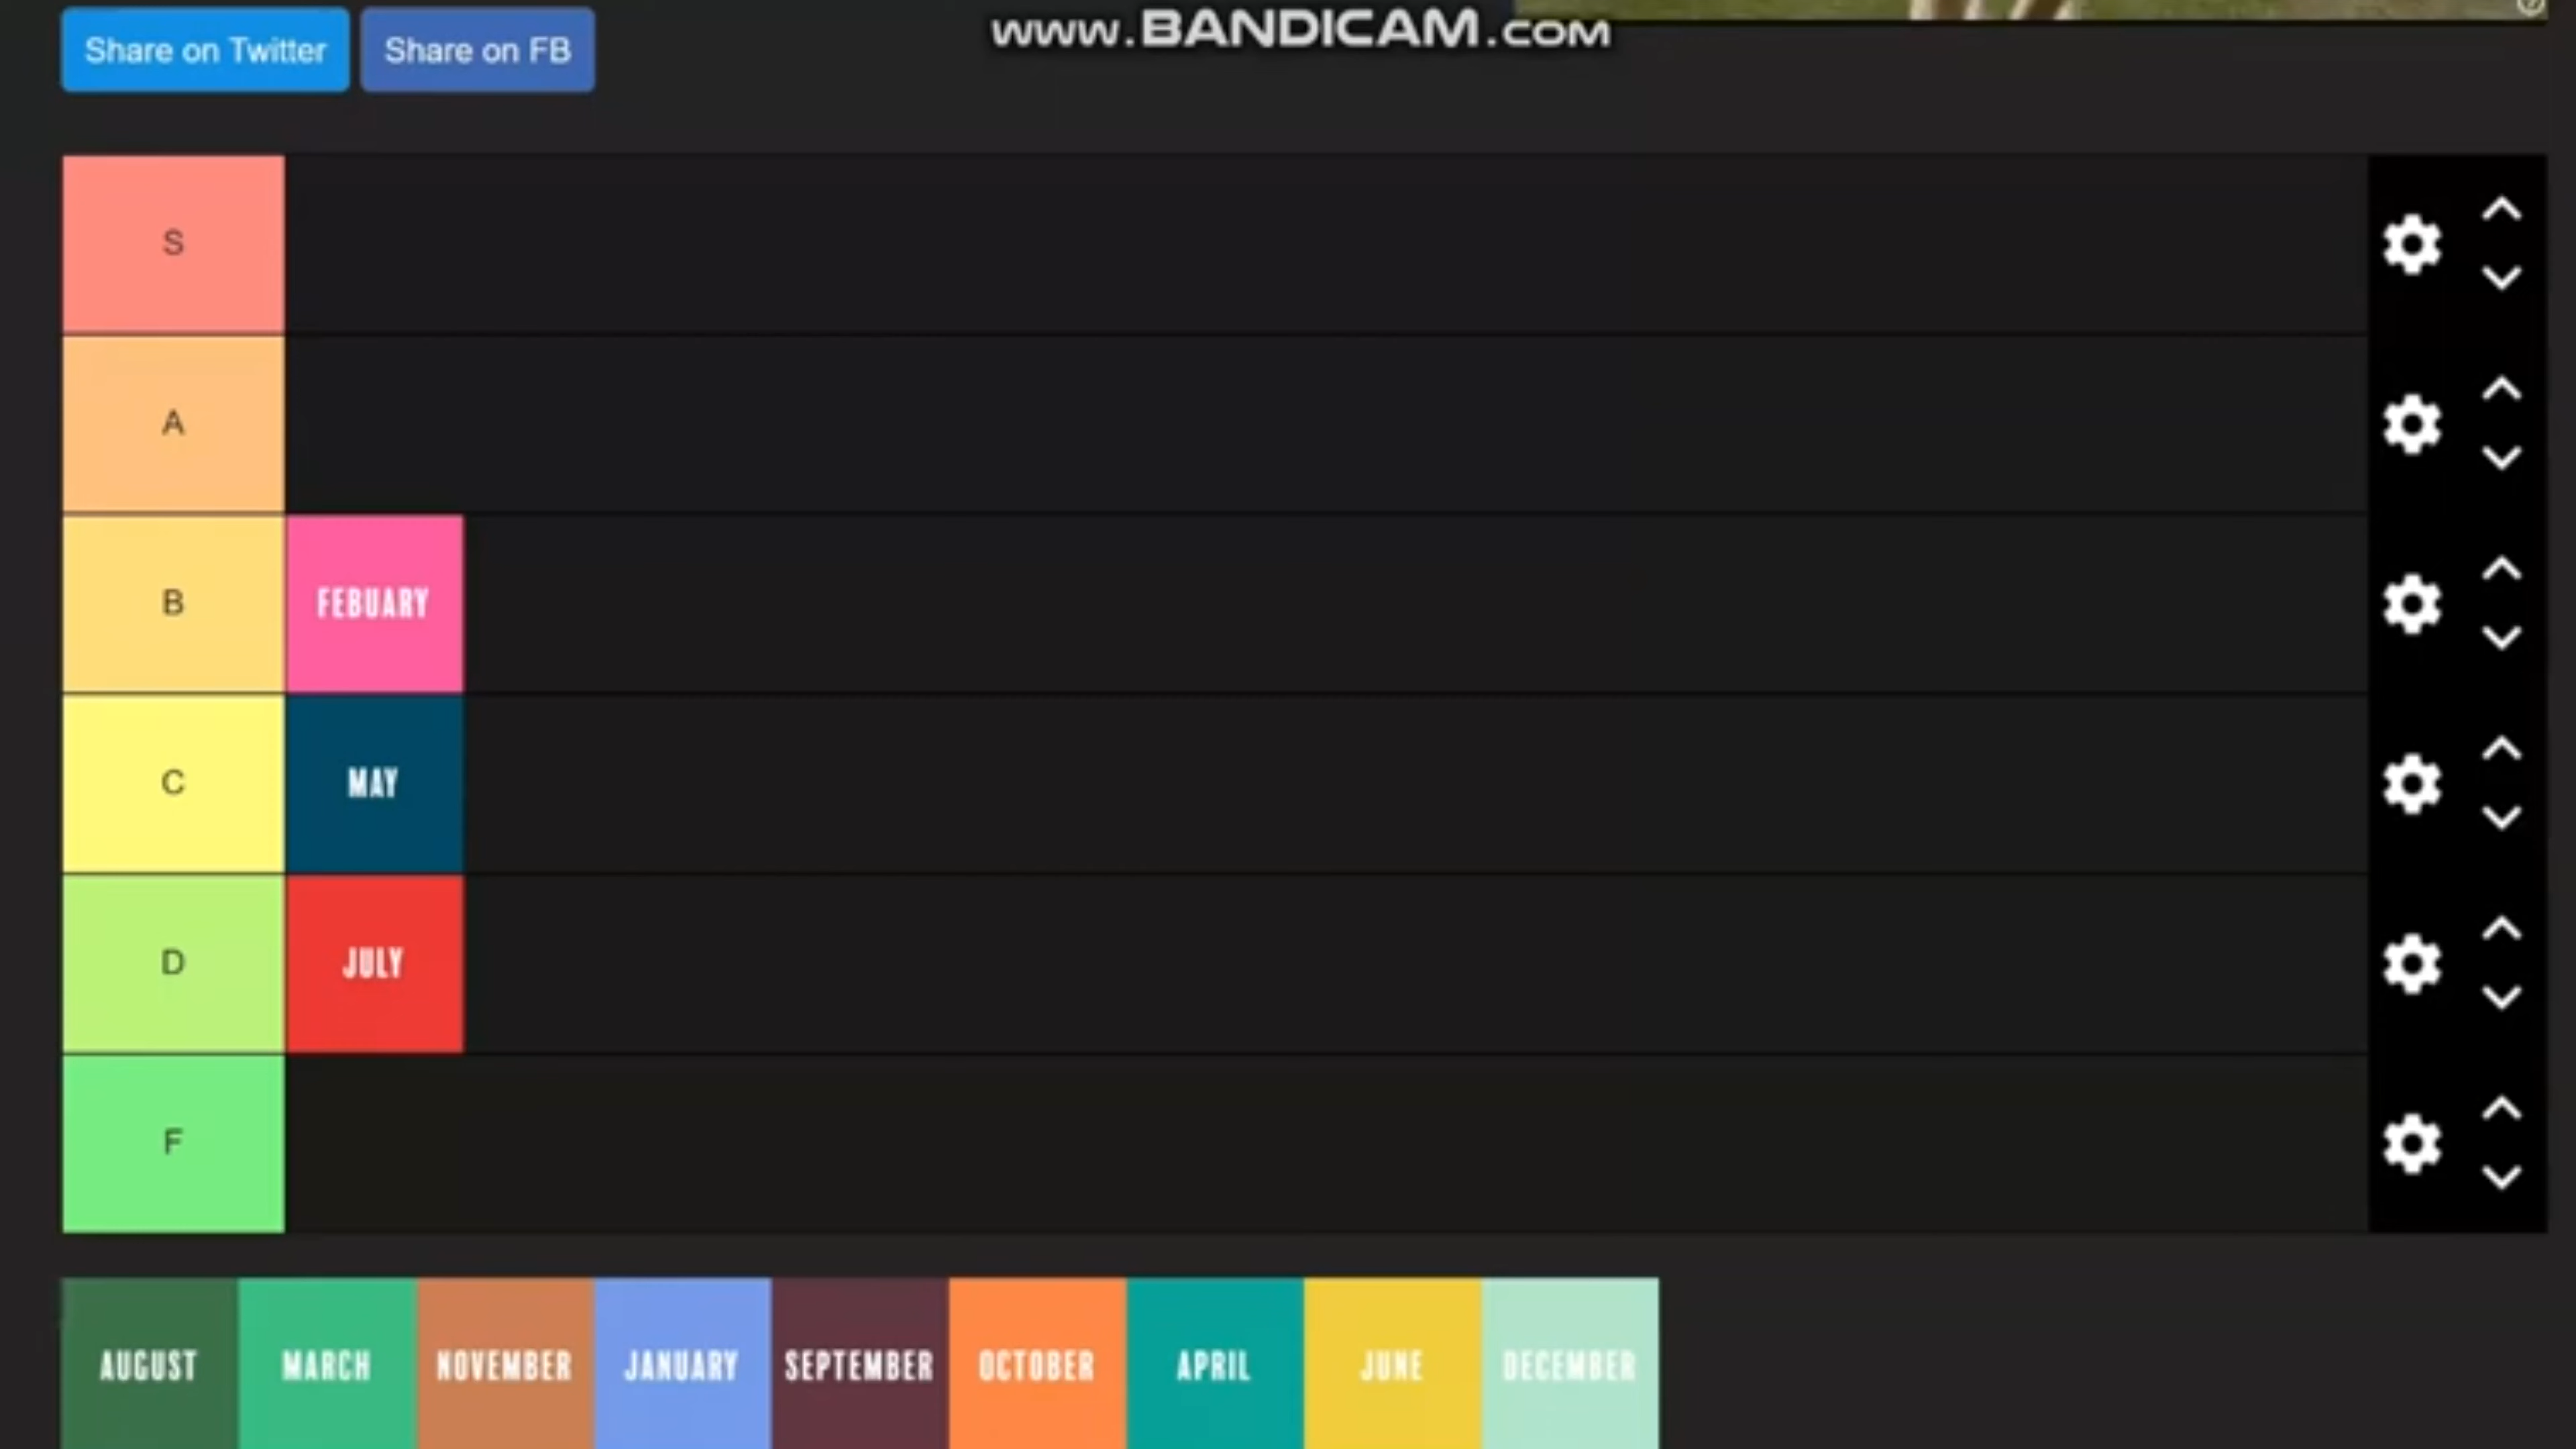 www.BANDICAM.COM
Share on Twitter
Share on FB
S
A
B
FEBUARY
C
MAY
D
JULY
F
AUGUST
MARCH
NOVEMBER
JANUARY
SEPTEMBER
OCTOBER
APRIL
JUNE
DECEMBER